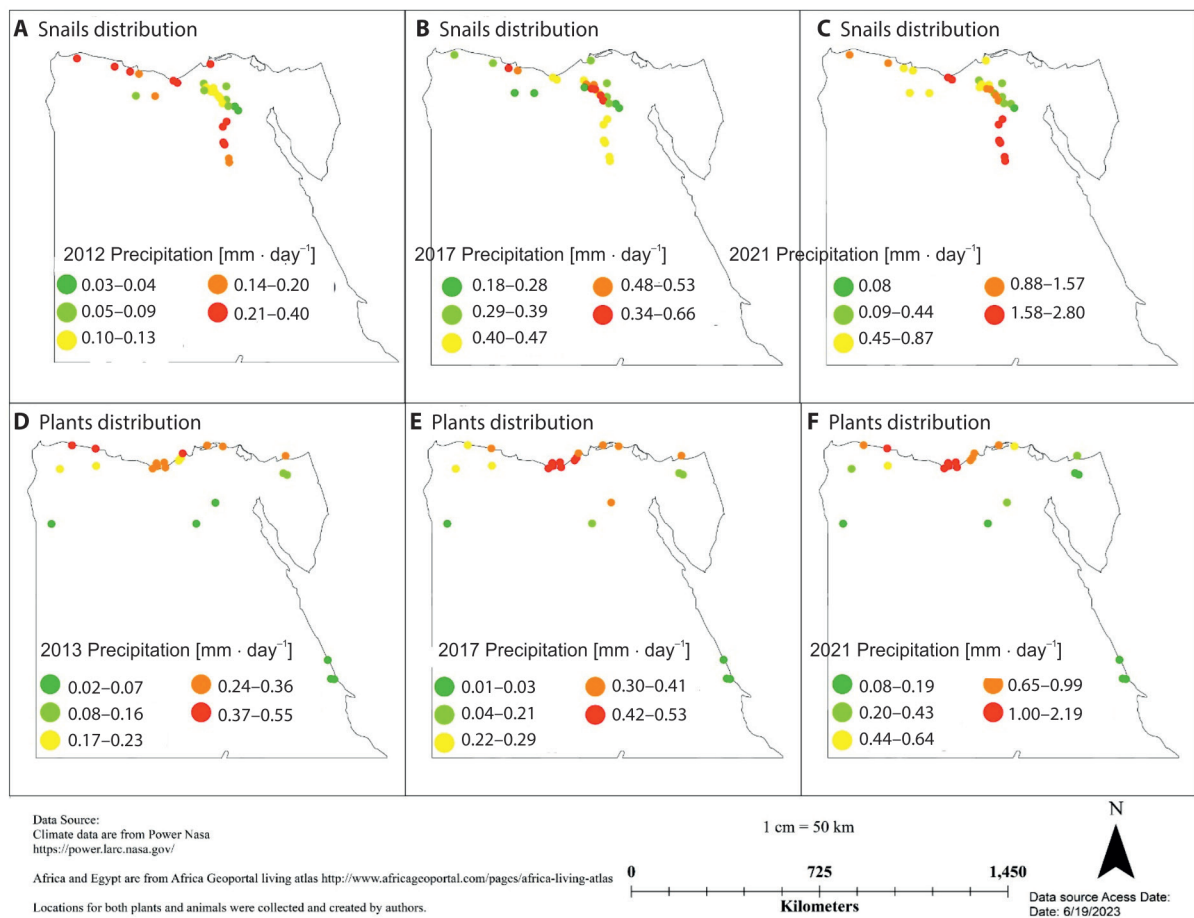 A Snails distribution
2012 Precipitation [mm · day⁻¹]
0.03–0.04
0.05–0.09
0.10–0.13
0.14–0.20
0.21–0.40
B Snails distribution
2017 Precipitation [mm · day⁻¹]
0.18–0.28
0.29–0.39
0.40–0.47
0.48–0.53
0.34–0.66
C Snails distribution
2021 Precipitation [mm · day⁻¹]
0.08
0.09–0.44
0.45–0.87
0.88–1.57
1.58–2.80
D Plants distribution
2013 Precipitation [mm · day⁻¹]
0.02–0.07
0.08–0.16
0.17–0.23
0.24–0.36
0.37–0.55
E Plants distribution
2017 Precipitation [mm · day⁻¹]
0.01–0.03
0.04–0.21
0.22–0.29
0.30–0.41
0.42–0.53
F Plants distribution
2021 Precipitation [mm · day⁻¹]
0.08–0.19
0.20–0.43
0.44–0.64
0.65–0.99
1.00–2.19
Data Source:
Climate data are from Power Nasa
https://power.larc.nasa.gov/
Africa and Egypt are from Africa Geoportal living atlas http://www.africageoportal.com/pages/africa-living-atlas
Locations for both plants and animals were collected and created by authors.
1 cm = 50 km
0 725 1,450
Kilometers
N
Data source Acess Date:
Date: 6/19/2023